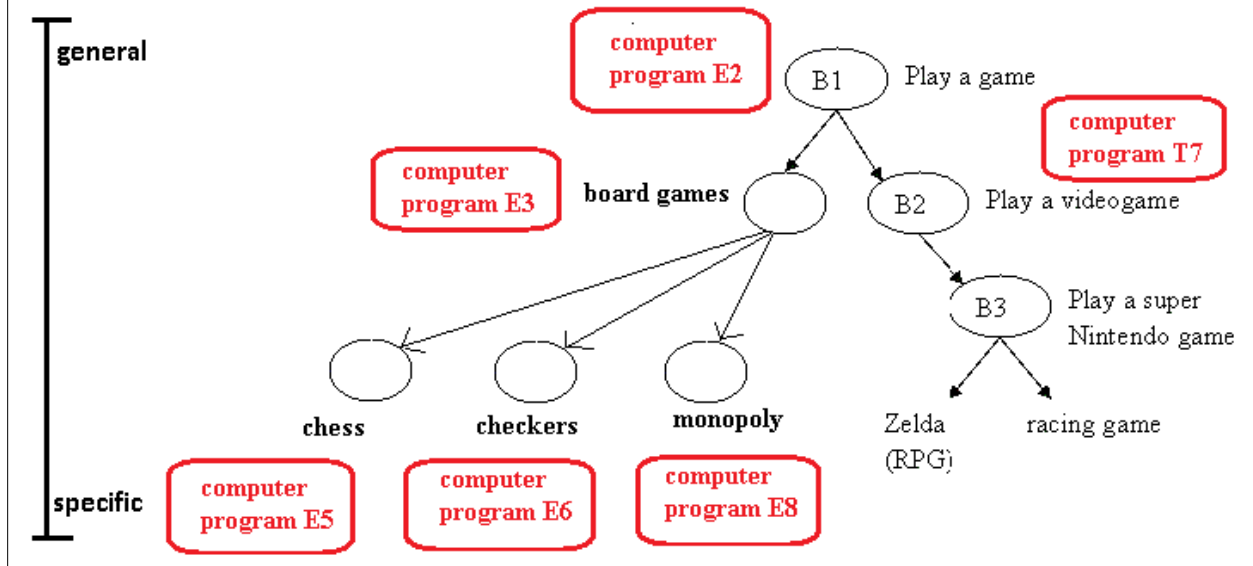 general
computer
program E2
B1
Play a game
computer
program T7
computer
program E3
board games
B2
Play a videogame
B3
Play a super
Nintendo game
chess
checkers
monopoly
Zelda
(RPG)
racing game
specific
computer
program E5
computer
program E6
computer
program E8